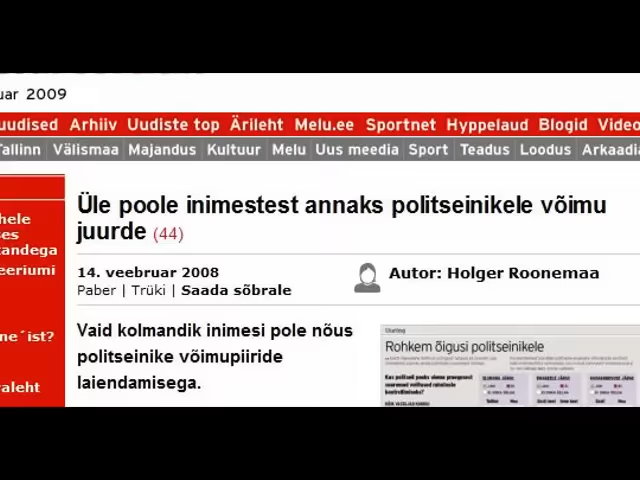 uar 2009
uudised Arhiiv Uudiste top Ärileht Melu.ee Sportnet Hyppelaud Blogid Video
Tallinn Välismaa Majandus Kultuur Melu Uus meedia Sport Teadus Loodus Arkaadia
hele
ses
tandega
eeriumi
ne´ist?
aleht
Üle poole inimestest annaks politseinikele võimu
juurde (44)
14. veebruar 2008
Paber | Trüki | Saada sõbrale
Autor: Holger Roonemaa
Vaid kolmandik inimesi pole nõus
politseinike võimupiiride
laiendamisega.
Rohkem õigusi politseinikele